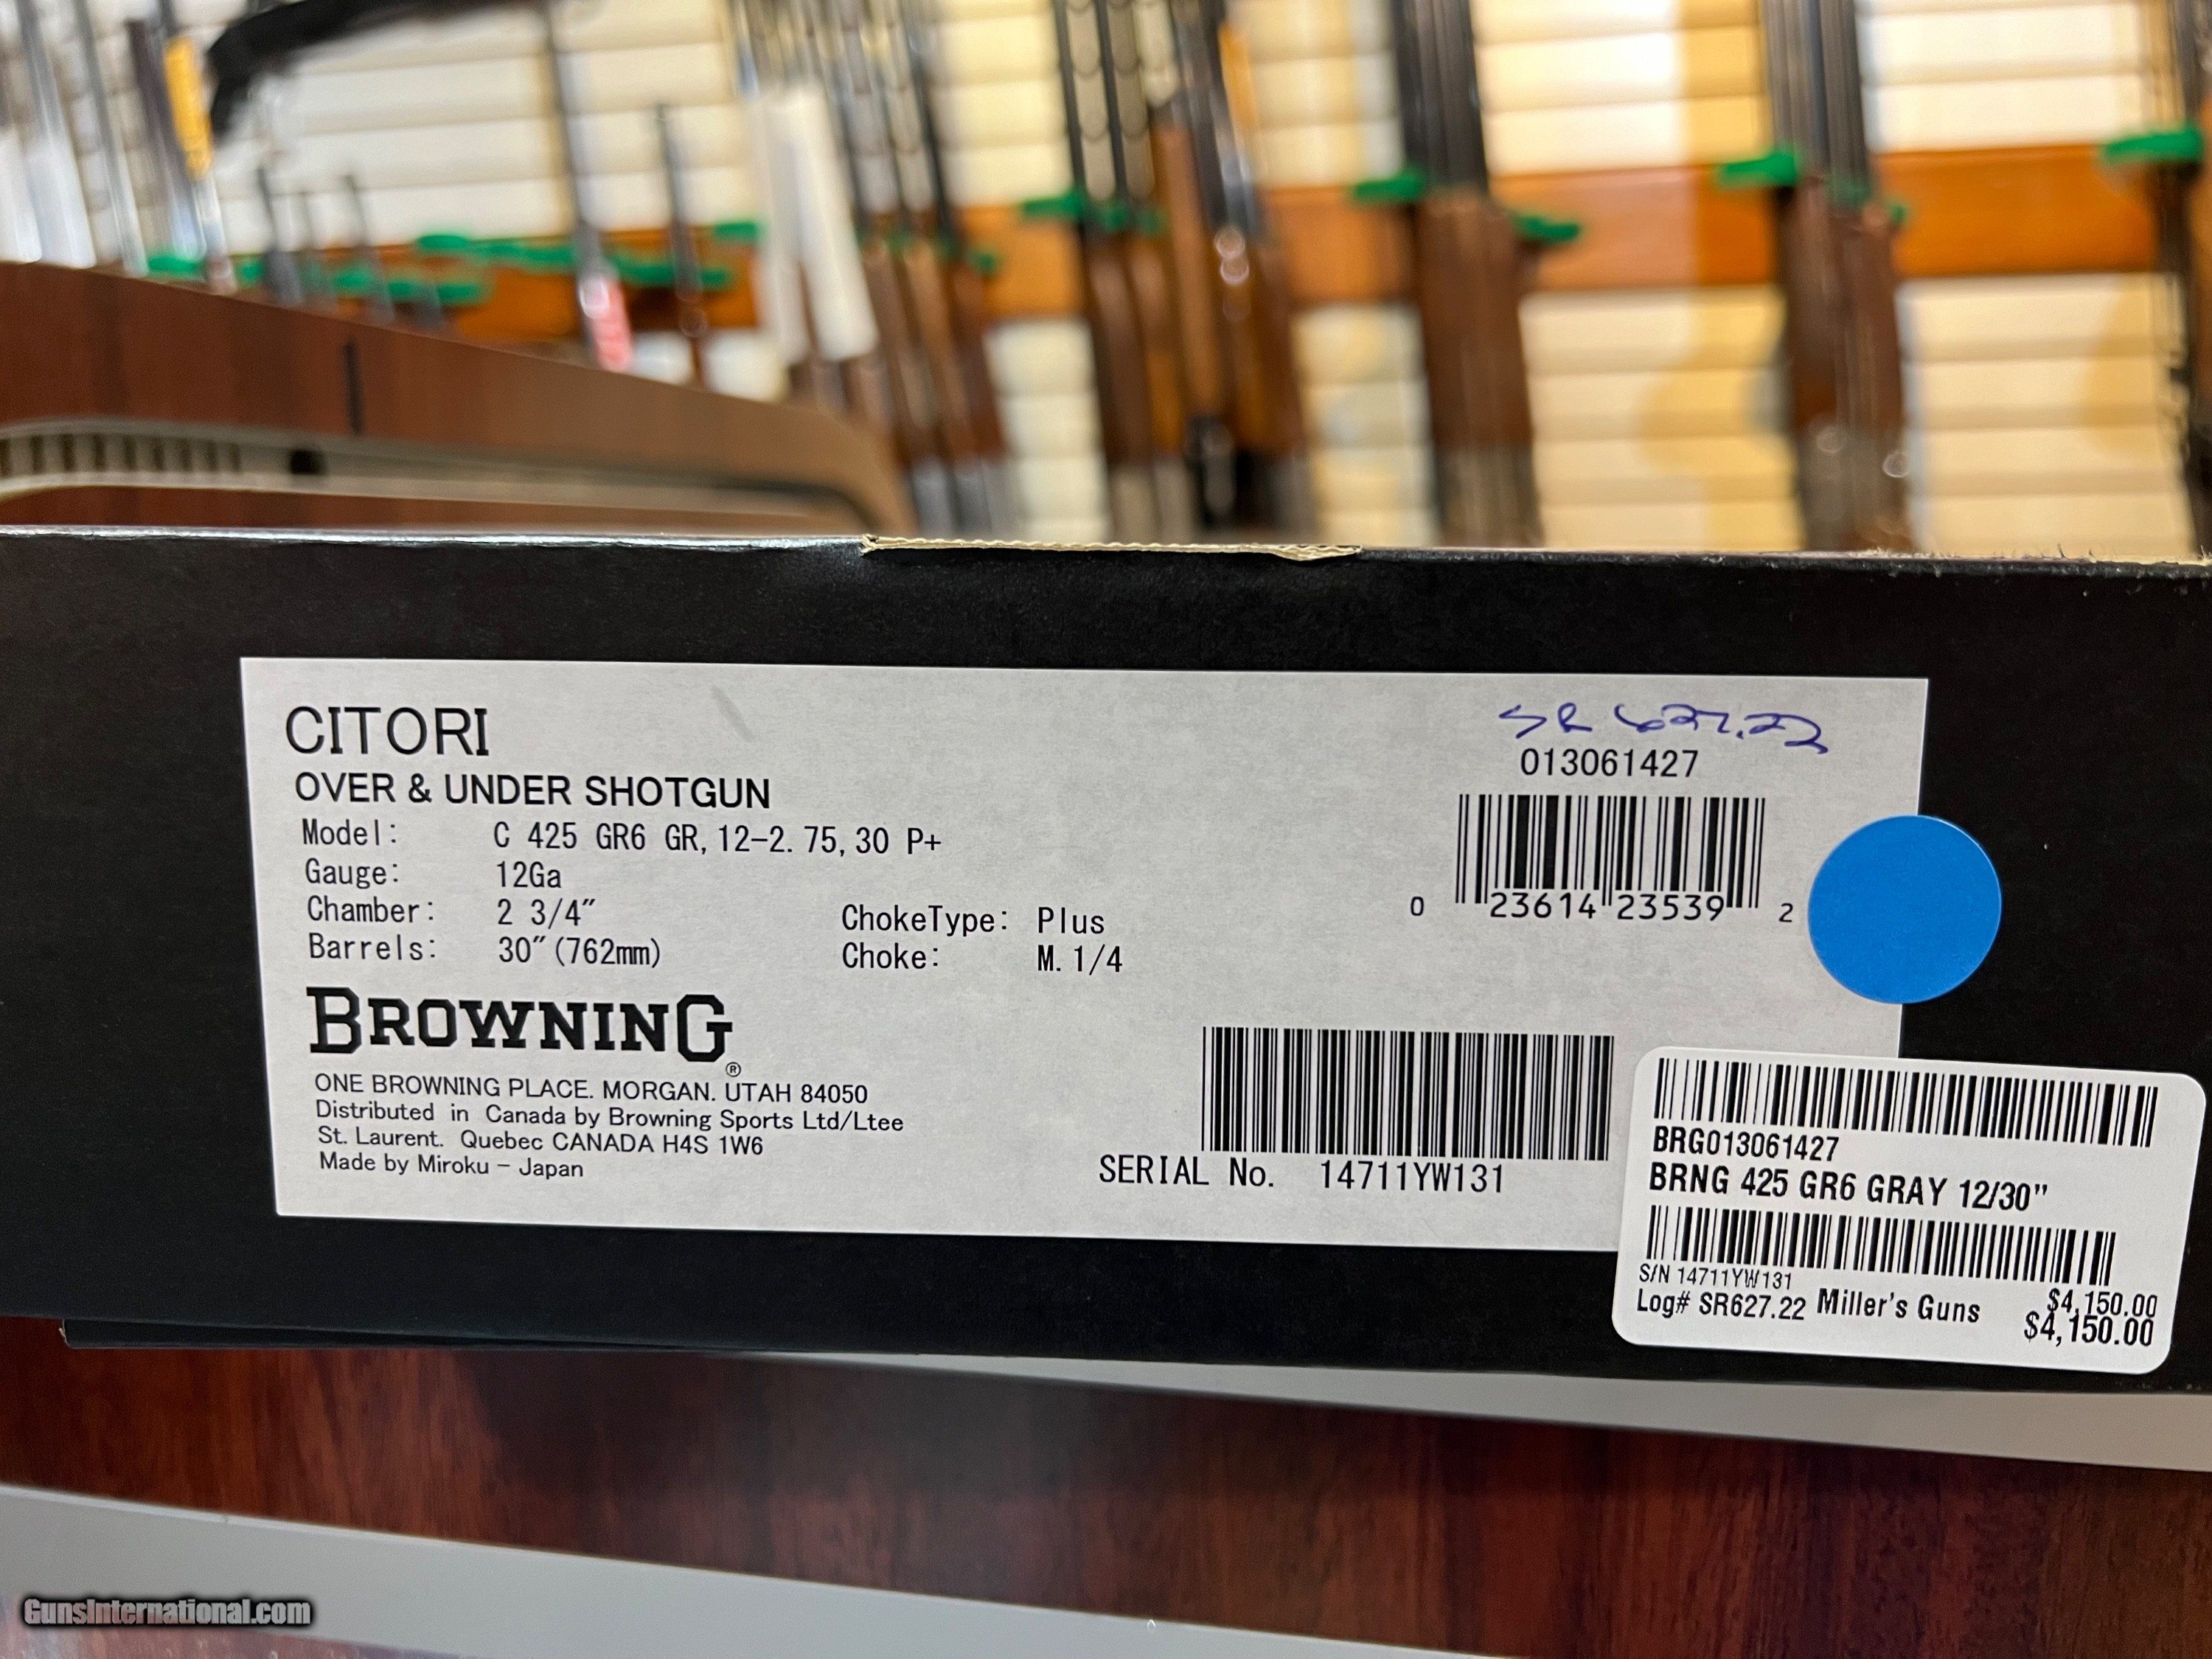 CITORI
OVER & UNDER SHOTGUN
Model: C 425 GR6 GR, 12-2. 75, 30 P+
Gauge: 12Ga
Chamber: 2 3/4" ChokeType: Plus
Barrels: 30" (762mm) Choke: M. 1/4
BROWNING®
ONE BROWNING PLACE. MORGAN. UTAH 84050
Distributed in Canada by Browning Sports Ltd/Ltee
St. Laurent. Quebec CANADA H4S 1W6
Made by Miroku - Japan
SR 627.22
013061427
0 23614 23539 2
SERIAL No. 14711YW131
BRG013061427
BRNG 425 GR6 GRAY 12/30"
S/N 14711YW131
$4,150.00
Log# SR627.22 Miller's Guns $4,150.00
GunsInternational.com